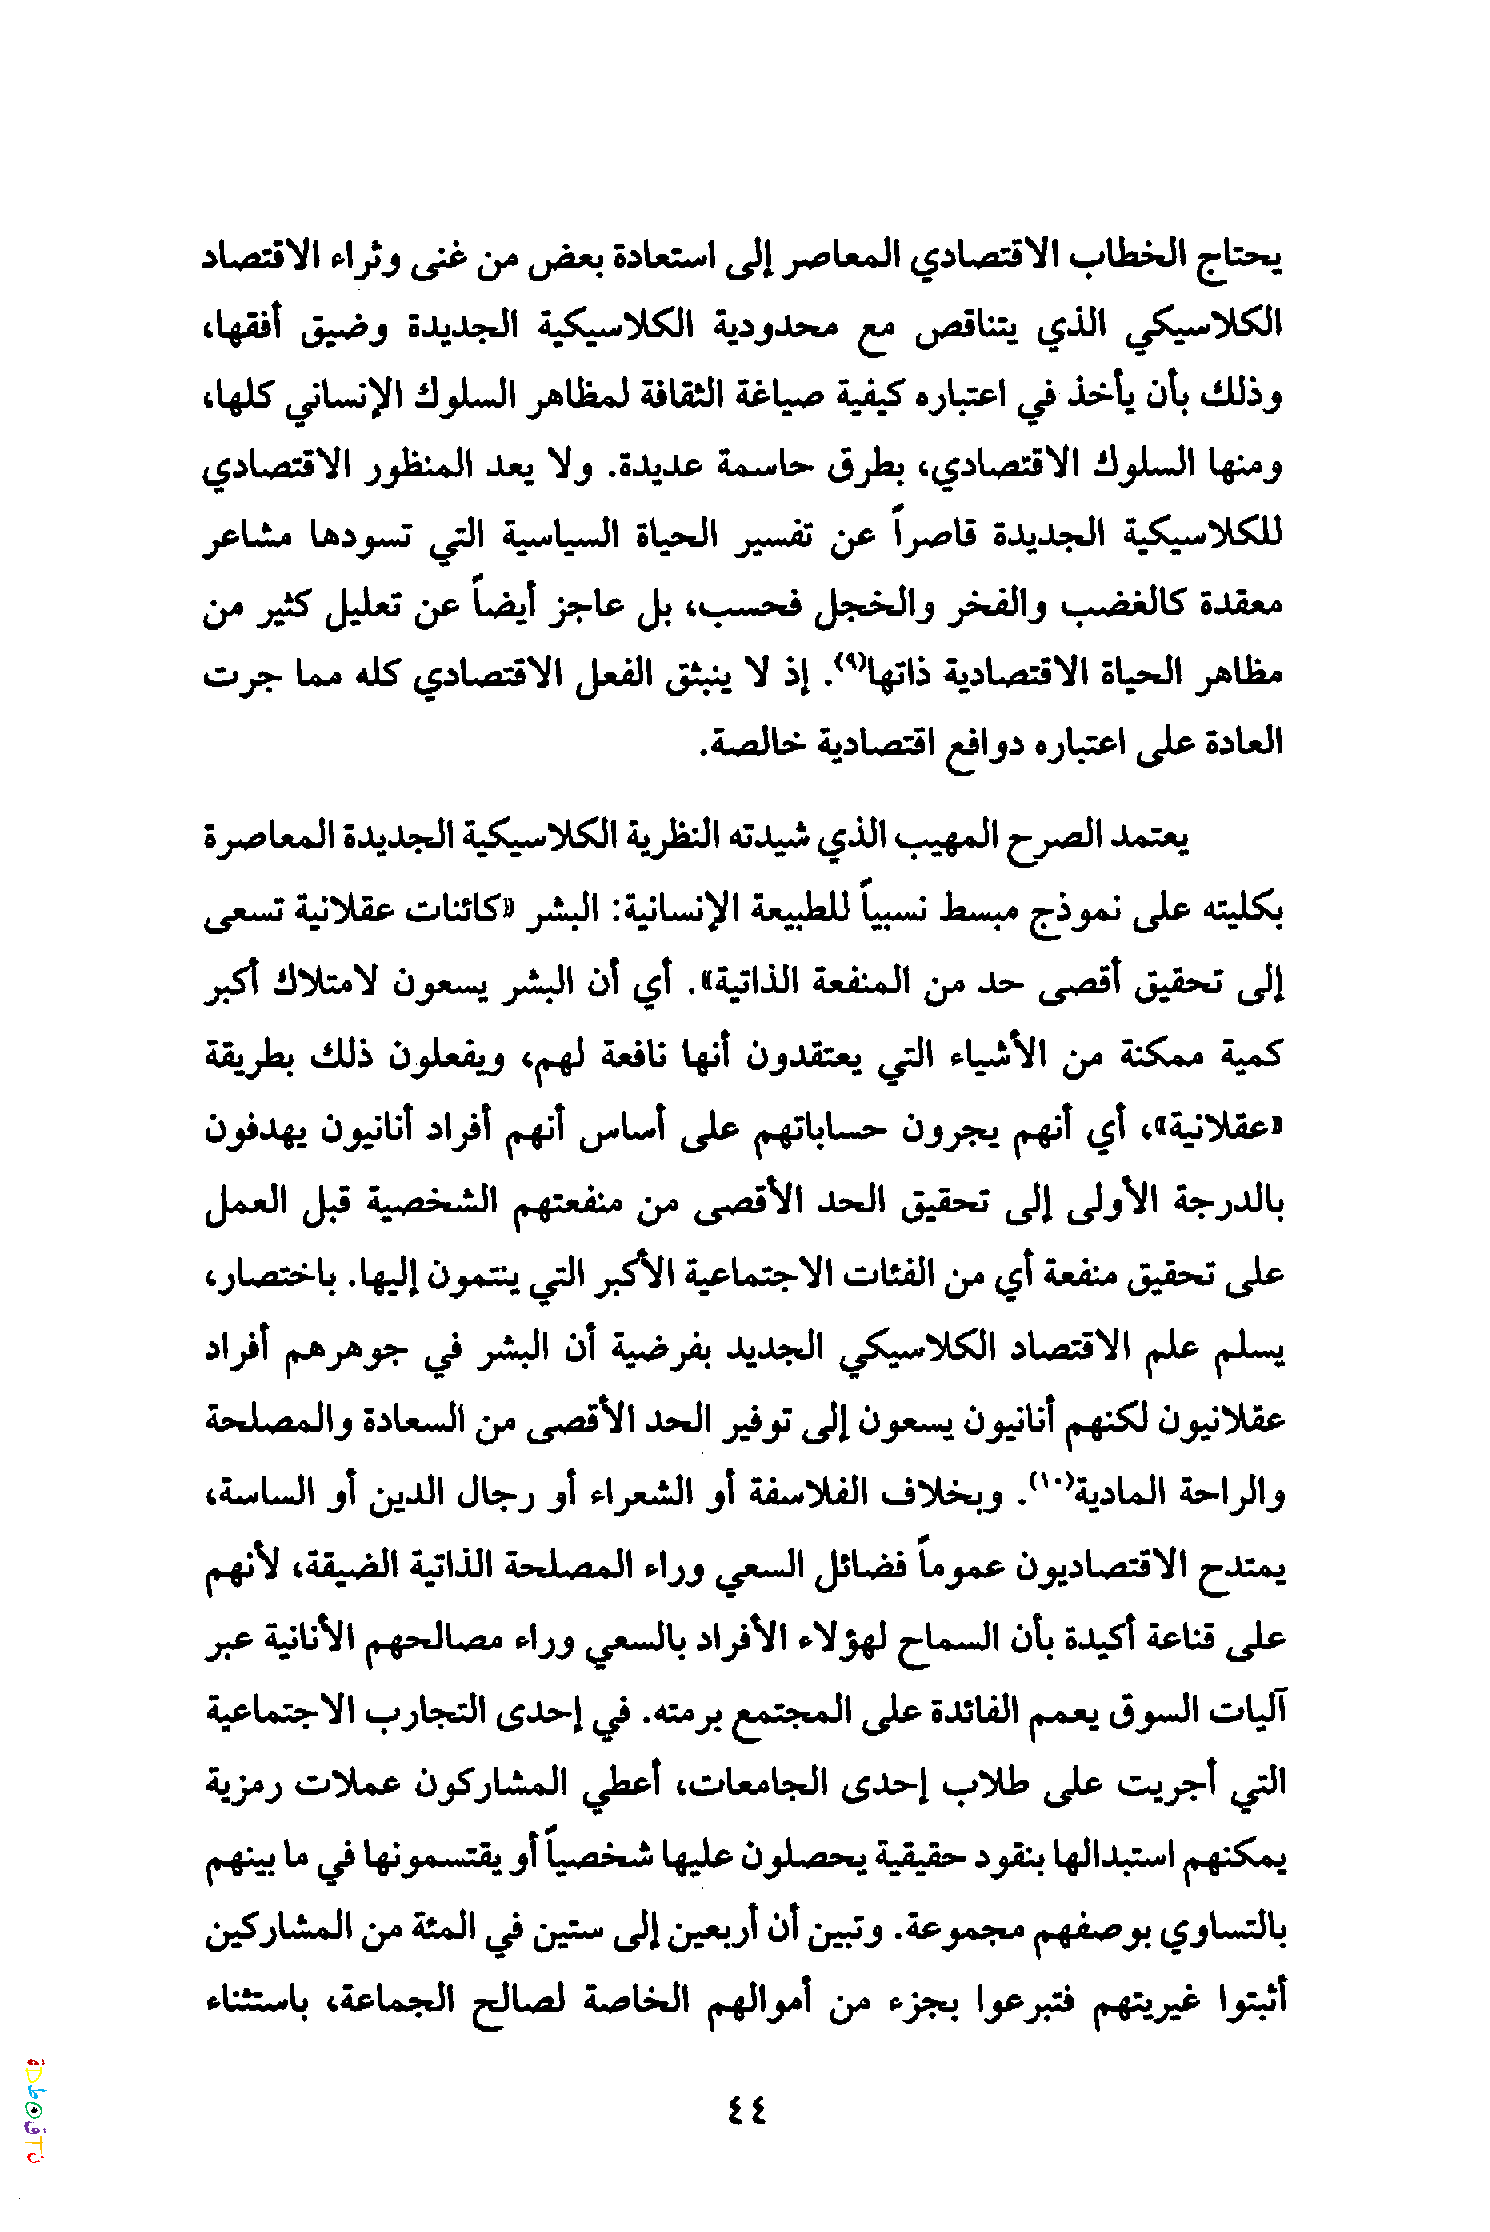 يحتاج الخطاب الاقتصادي المعاصر إلى استعادة بعض من غنى وثراء الاقتصاد
الكلاسيكي الذي يتناقص مع محدودية الكلاسيكية الجديدة وضيق أفقها،
وذلك بأن يأخذ في اعتباره كيفية صياغة الثقافة لمظاهر السلوك الإنساني كلها،
ومنها السلوك الاقتصادي، بطرق حاسمة عديدة. ولا يعد المنظور الاقتصادي
للكلاسيكية الجديدة قاصراً عن تفسير الحياة السياسية التي تسودها مشاعر
معقدة كالغضب والفخر والخجل فحسب، بل عاجز أيضاً عن تعليل كثير من
مظاهر الحياة الاقتصادية ذاتها(٩). إذ لا ينبثق الفعل الاقتصادي كله مما جرت
العادة على اعتباره دوافع اقتصادية خالصة.
يعتمد الصرح المهيب الذي شيدته النظرية الكلاسيكية الجديدة المعاصرة
بكليته على نموذج مبسط نسبياً للطبيعة الإنسانية: البشر «كائنات عقلانية تسعى
إلى تحقيق أقصى حد من المنفعة الذاتية». أي أن البشر يسعون لامتلاك أكبر
كمية ممكنة من الأشياء التي يعتقدون أنها نافعة لهم، ويفعلون ذلك بطريقة
«عقلانية»، أي أنهم يجرون حساباتهم على أساس أنهم أفراد أنانيون يهدفون
بالدرجة الأولى إلى تحقيق الحد الأقصى من منفعتهم الشخصية قبل العمل
على تحقيق منفعة أي من الفئات الاجتماعية الأكبر التي ينتمون إليها. باختصار،
يسلم علم الاقتصاد الكلاسيكي الجديد بفرضية أن البشر في جوهرهم أفراد
عقلانيون لكنهم أنانيون يسعون إلى توفير الحد الأقصى من السعادة والمصلحة
والراحة المادية(١٠). وبخلاف الفلاسفة أو الشعراء أو رجال الدين أو الساسة،
يمتدح الاقتصاديون عموماً فضائل السعي وراء المصلحة الذاتية الضيقة، لأنهم
على قناعة أكيدة بأن السماح لهؤلاء الأفراد بالسعي وراء مصالحهم الأنانية عبر
آليات السوق يعمم الفائدة على المجتمع برمته. في إحدى التجارب الاجتماعية
التي أجريت على طلاب إحدى الجامعات، أعطي المشاركون عملات رمزية
يمكنهم استبدالها بنقود حقيقية يحصلون عليها شخصياً أو يقتسمونها في ما بينهم
بالتساوي بوصفهم مجموعة. وتبين أن أربعين إلى ستين في المئة من المشاركين
أثبتوا غيريتهم فتبرعوا بجزء من أموالهم الخاصة لصالح الجماعة، باستثناء
٤٤